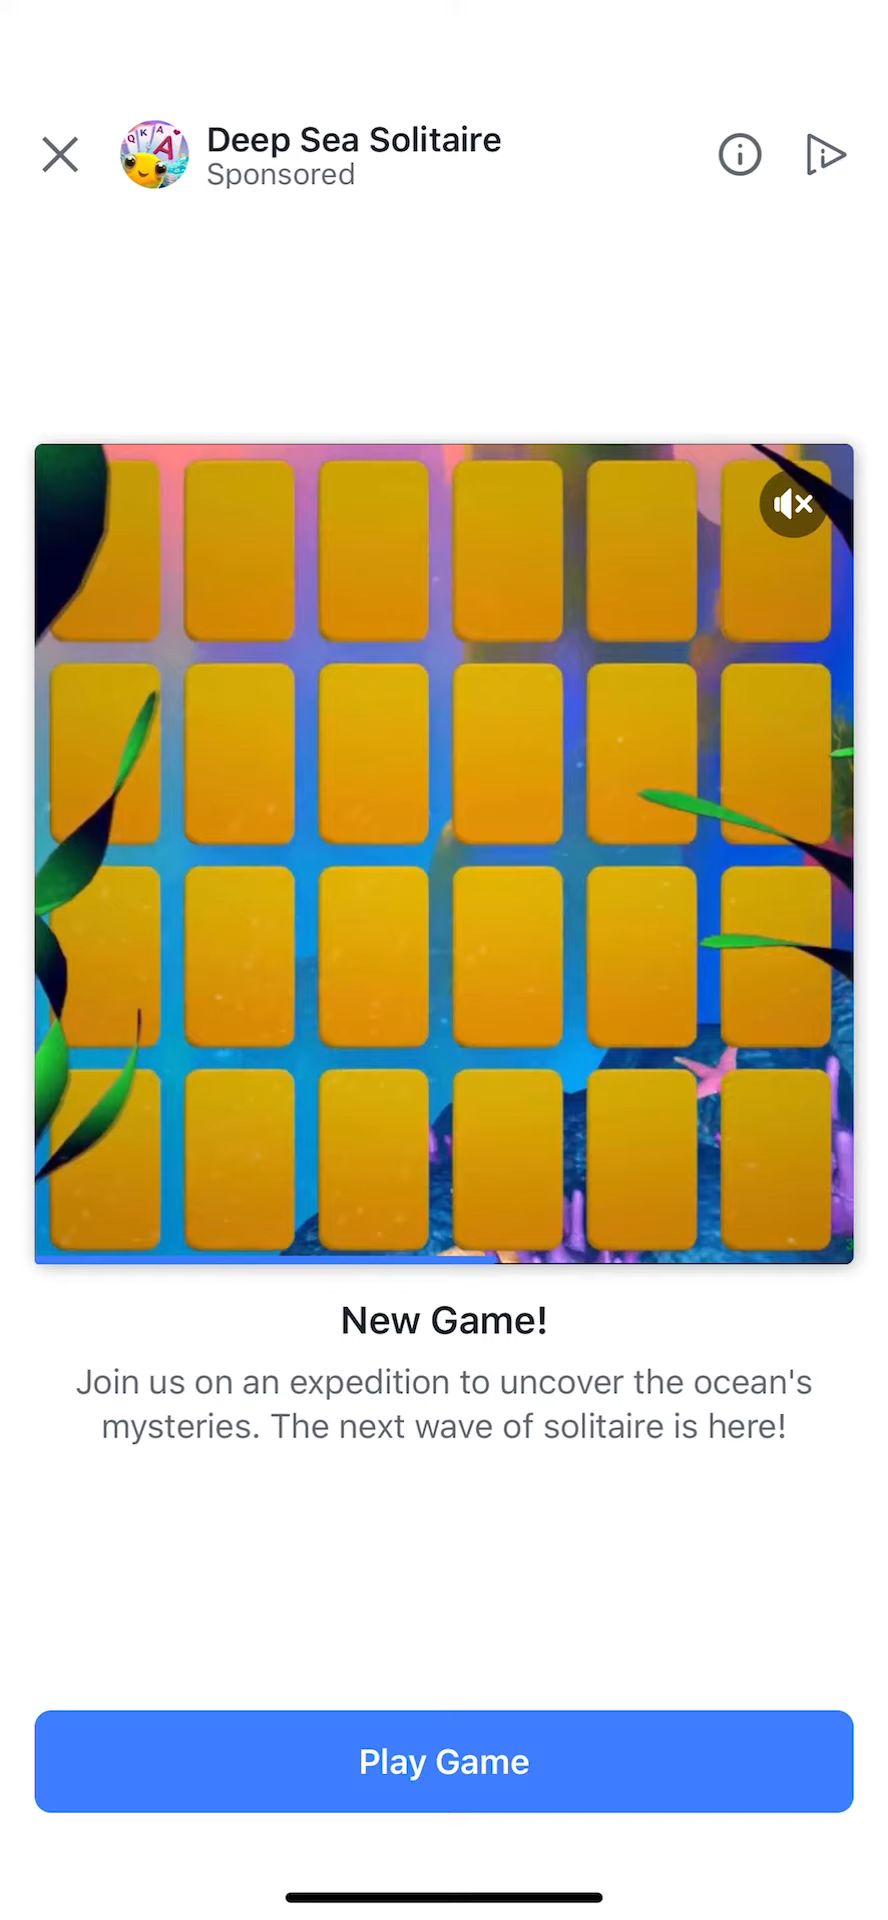 Deep Sea Solitaire
Sponsored
Q K A A
New Game!
Join us on an expedition to uncover the ocean's
mysteries. The next wave of solitaire is here!
Play Game